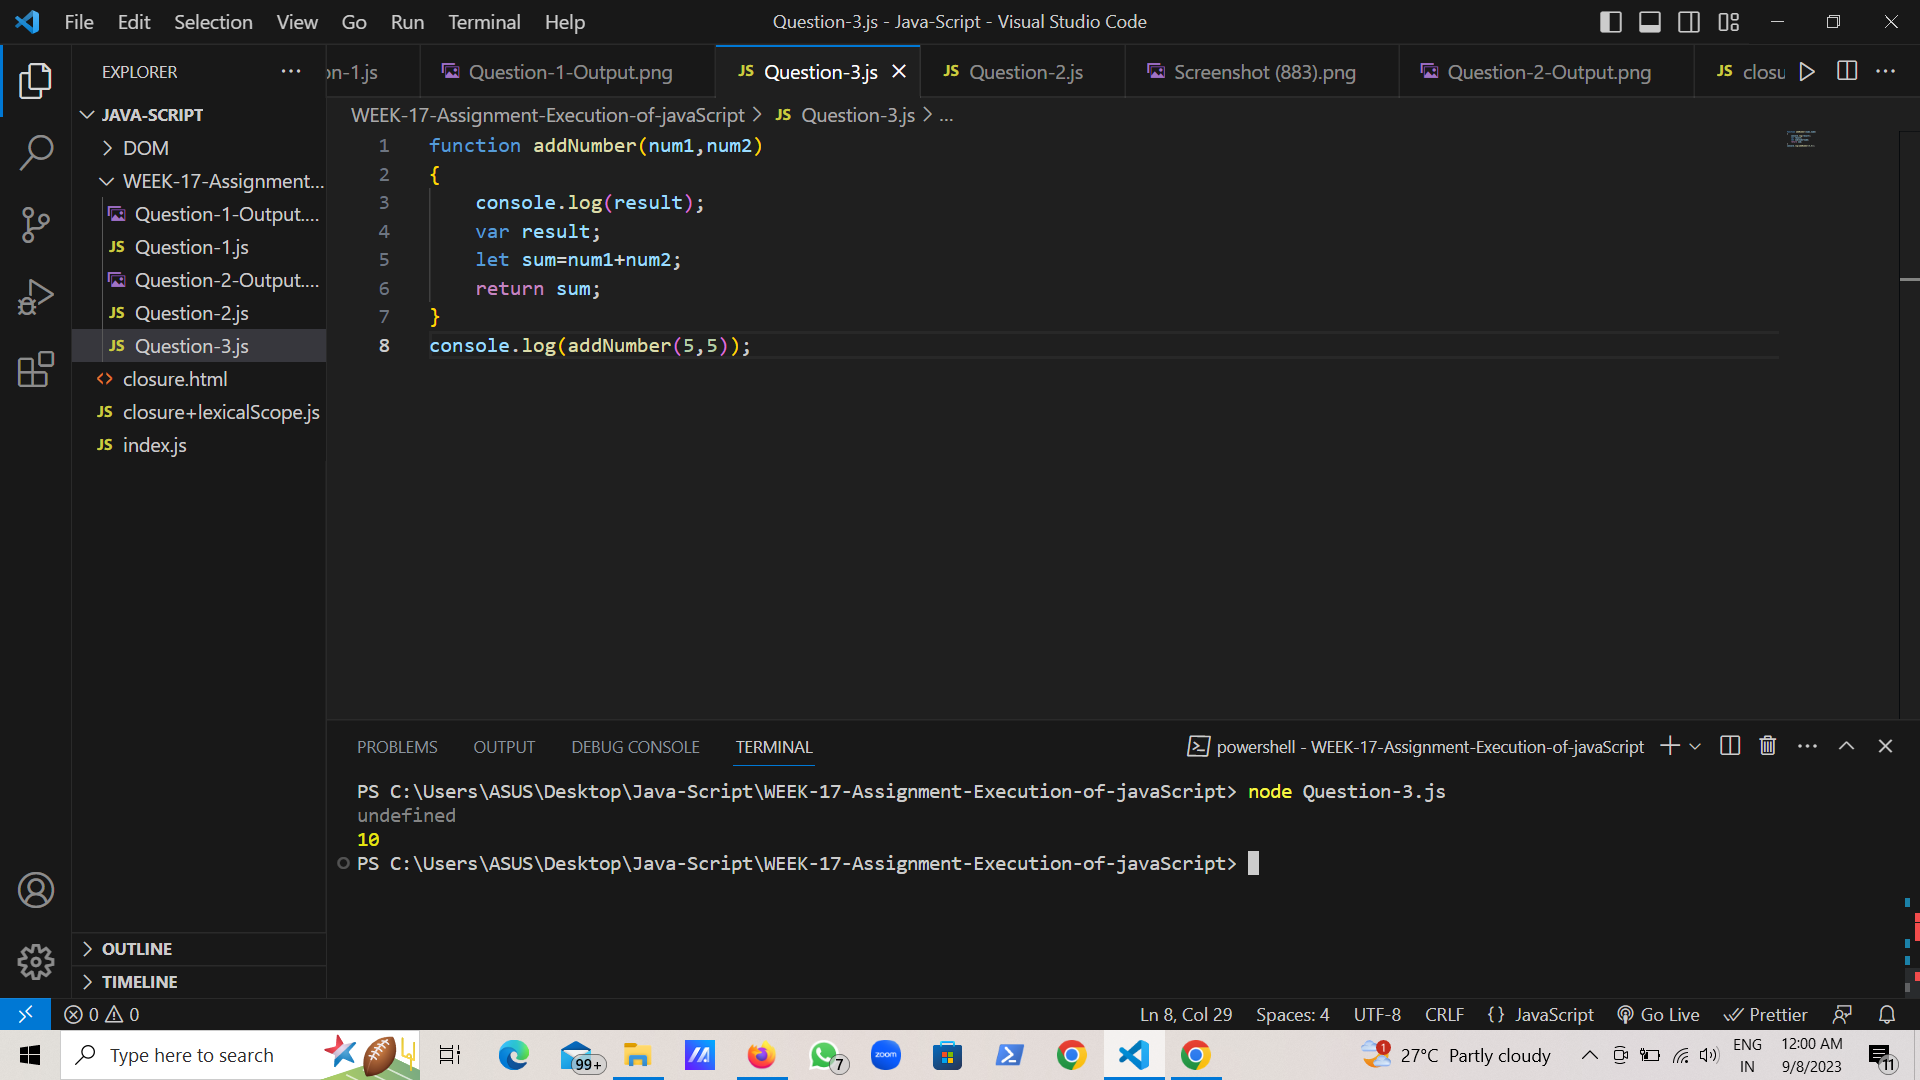 File Edit Selection View Go Run Terminal Help
Question-3.js - Java-Script - Visual Studio Code
EXPLORER
JAVA-SCRIPT
DOM
WEEK-17-Assignment...
Question-1-Output....
JS Question-1.js
Question-2-Output....
JS Question-2.js
JS Question-3.js
closure.html
JS closure+lexicalScope.js
JS index.js
OUTLINE
TIMELINE
on-1.js Question-1-Output.png JS Question-3.js JS Question-2.js Screenshot (883).png Question-2-Output.png JS closu
WEEK-17-Assignment-Execution-of-javaScript > JS Question-3.js > ...
1 function addNumber(num1,num2)
2 {
3 console.log(result);
4 var result;
5 let sum=num1+num2;
6 return sum;
7 }
8 console.log(addNumber(5,5));
PROBLEMS OUTPUT DEBUG CONSOLE TERMINAL
powershell - WEEK-17-Assignment-Execution-of-javaScript
PS C:\Users\ASUS\Desktop\Java-Script\WEEK-17-Assignment-Execution-of-javaScript> node Question-3.js
undefined
10
PS C:\Users\ASUS\Desktop\Java-Script\WEEK-17-Assignment-Execution-of-javaScript>
0 0
Ln 8, Col 29 Spaces: 4 UTF-8 CRLF {} JavaScript Go Live Prettier
Type here to search
99+
7
zoom
1
27°C Partly cloudy
ENG
IN
12:00 AM
9/8/2023
11